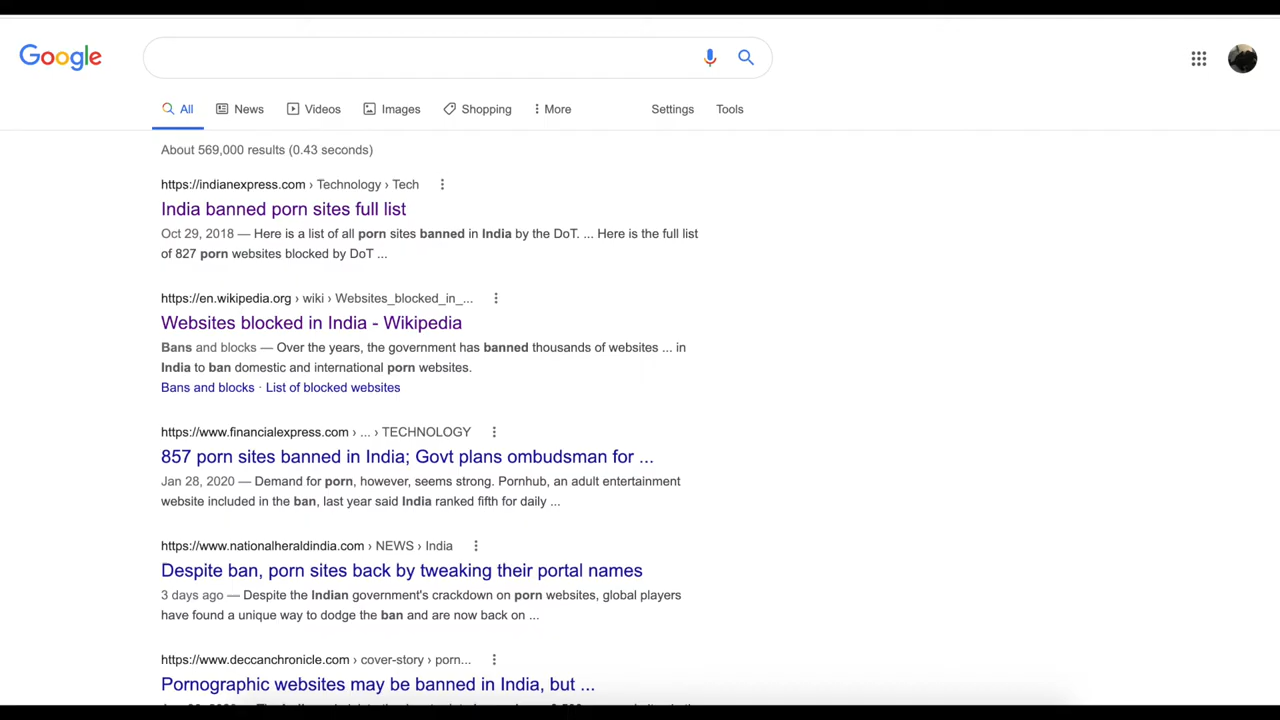 Google
All News Videos Images Shopping More Settings Tools
About 569,000 results (0.43 seconds)
https://indianexpress.com › Technology › Tech
India banned porn sites full list
Oct 29, 2018 — Here is a list of all porn sites banned in India by the DoT. ... Here is the full list
of 827 porn websites blocked by DoT ...
https://en.wikipedia.org › wiki › Websites_blocked_in_...
Websites blocked in India - Wikipedia
Bans and blocks — Over the years, the government has banned thousands of websites ... in
India to ban domestic and international porn websites.
Bans and blocks · List of blocked websites
https://www.financialexpress.com › ... › TECHNOLOGY
857 porn sites banned in India; Govt plans ombudsman for ...
Jan 28, 2020 — Demand for porn, however, seems strong. Pornhub, an adult entertainment
website included in the ban, last year said India ranked fifth for daily ...
https://www.nationalheraldindia.com › NEWS › India
Despite ban, porn sites back by tweaking their portal names
3 days ago — Despite the Indian government's crackdown on porn websites, global players
have found a unique way to dodge the ban and are now back on ...
https://www.deccanchronicle.com › cover-story › porn...
Pornographic websites may be banned in India, but ...